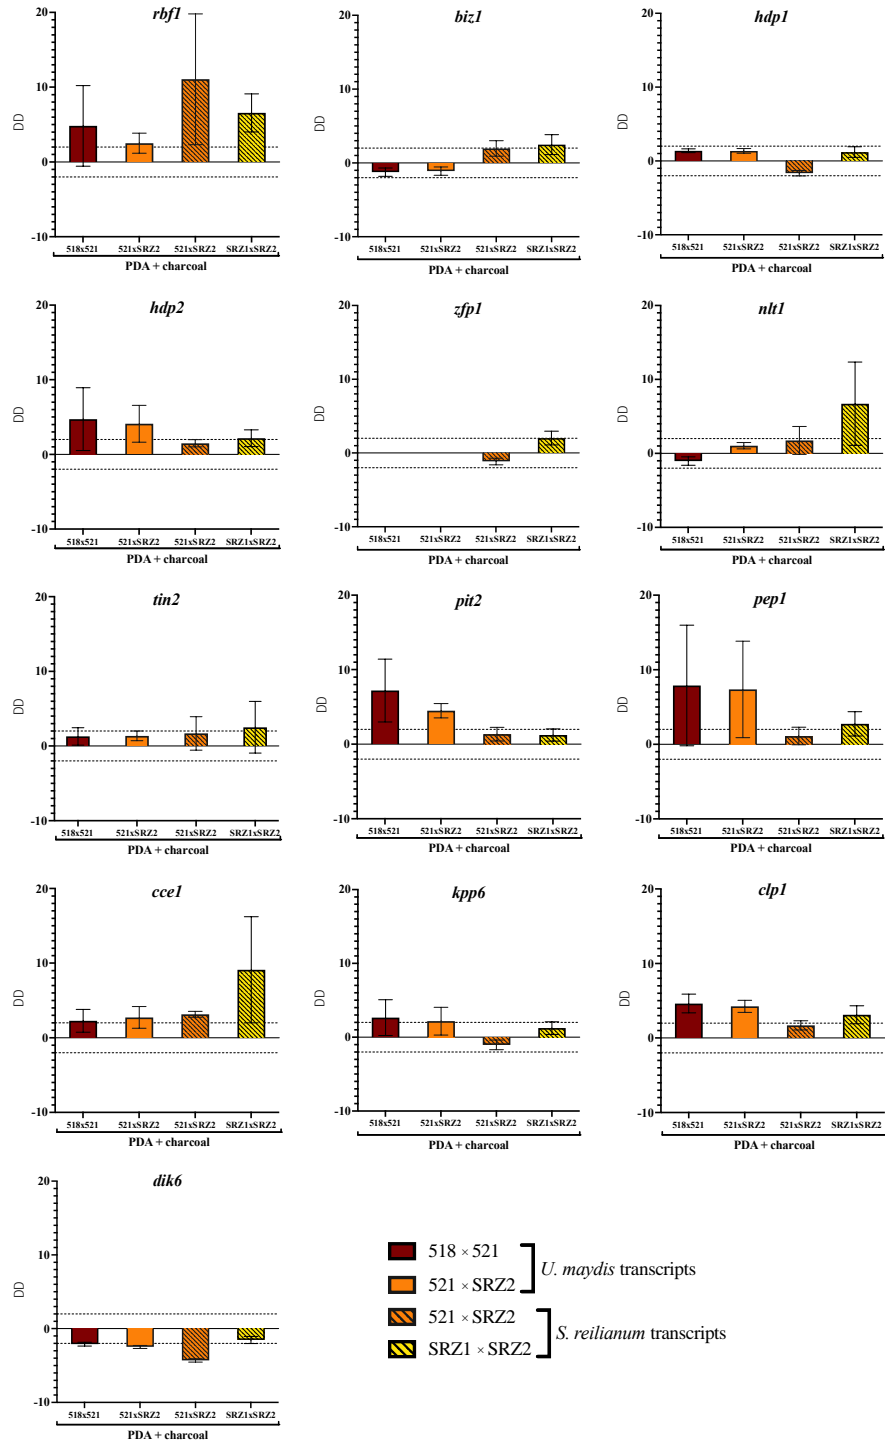 rbf1
20
10
0
-10
DD
518x521 521xSRZ2 521xSRZ2 SRZ1xSRZ2
PDA + charcoal
biz1
20
10
0
-10
DD
518x521 521xSRZ2 521xSRZ2 SRZ1xSRZ2
PDA + charcoal
hdp1
20
10
0
-10
DD
518x521 521xSRZ2 521xSRZ2 SRZ1xSRZ2
PDA + charcoal
hdp2
20
10
0
-10
DD
518x521 521xSRZ2 521xSRZ2 SRZ1xSRZ2
PDA + charcoal
zfp1
20
10
0
-10
DD
518x521 521xSRZ2 521xSRZ2 SRZ1xSRZ2
PDA + charcoal
nlt1
20
10
0
-10
DD
518x521 521xSRZ2 521xSRZ2 SRZ1xSRZ2
PDA + charcoal
tin2
20
10
0
-10
DD
518x521 521xSRZ2 521xSRZ2 SRZ1xSRZ2
PDA + charcoal
pit2
20
10
0
-10
DD
518x521 521xSRZ2 521xSRZ2 SRZ1xSRZ2
PDA + charcoal
pep1
20
10
0
-10
DD
518x521 521xSRZ2 521xSRZ2 SRZ1xSRZ2
PDA + charcoal
cce1
20
10
0
-10
DD
518x521 521xSRZ2 521xSRZ2 SRZ1xSRZ2
PDA + charcoal
kpp6
20
10
0
-10
DD
518x521 521xSRZ2 521xSRZ2 SRZ1xSRZ2
PDA + charcoal
clp1
20
10
0
-10
DD
518x521 521xSRZ2 521xSRZ2 SRZ1xSRZ2
PDA + charcoal
dik6
20
10
0
-10
DD
518x521 521xSRZ2 521xSRZ2 SRZ1xSRZ2
PDA + charcoal
518 × 521
521 × SRZ2
U. maydis transcripts
521 × SRZ2
SRZ1 × SRZ2
S. reilianum transcripts